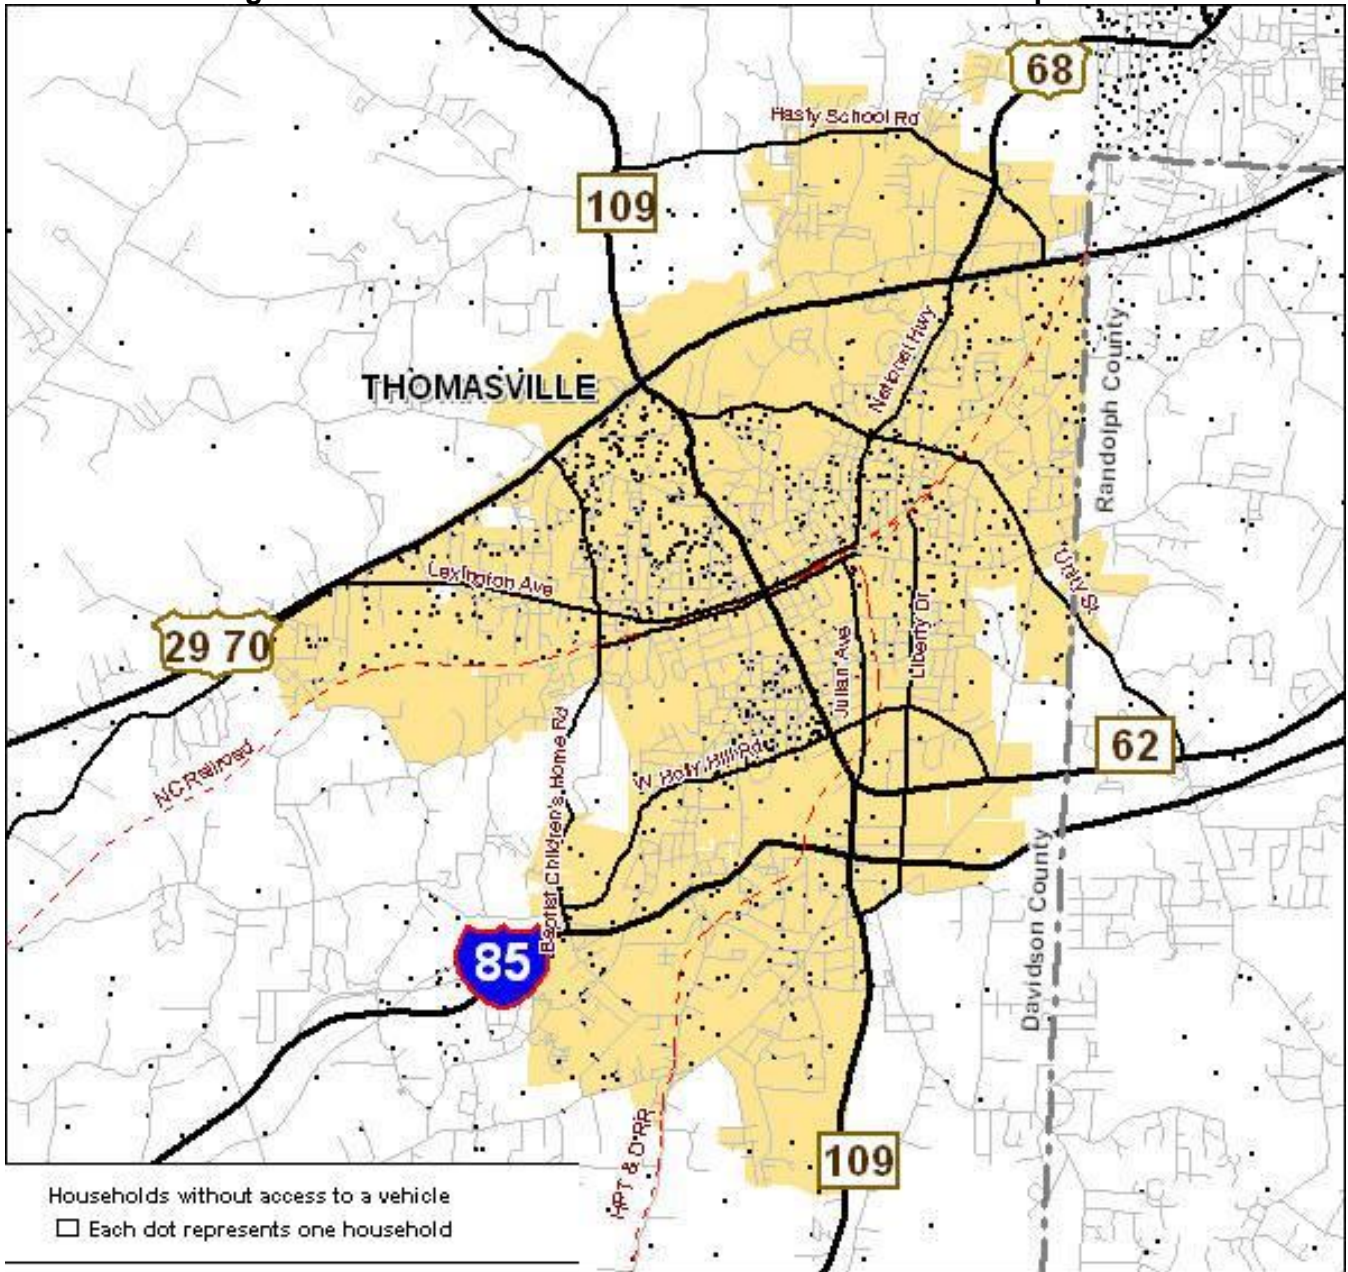 68
Hasty School Rd
109
National Hwy
Randolph County
THOMASVILLE
Lexington Ave
Unity St
29 70
Liberty Dr
Julian Ave
62
W Holly Hill Rd
NC Railroad
Baptist Children's Home Rd
Davidson County
85
HPT & D RR
109
Households without access to a vehicle
Each dot represents one household